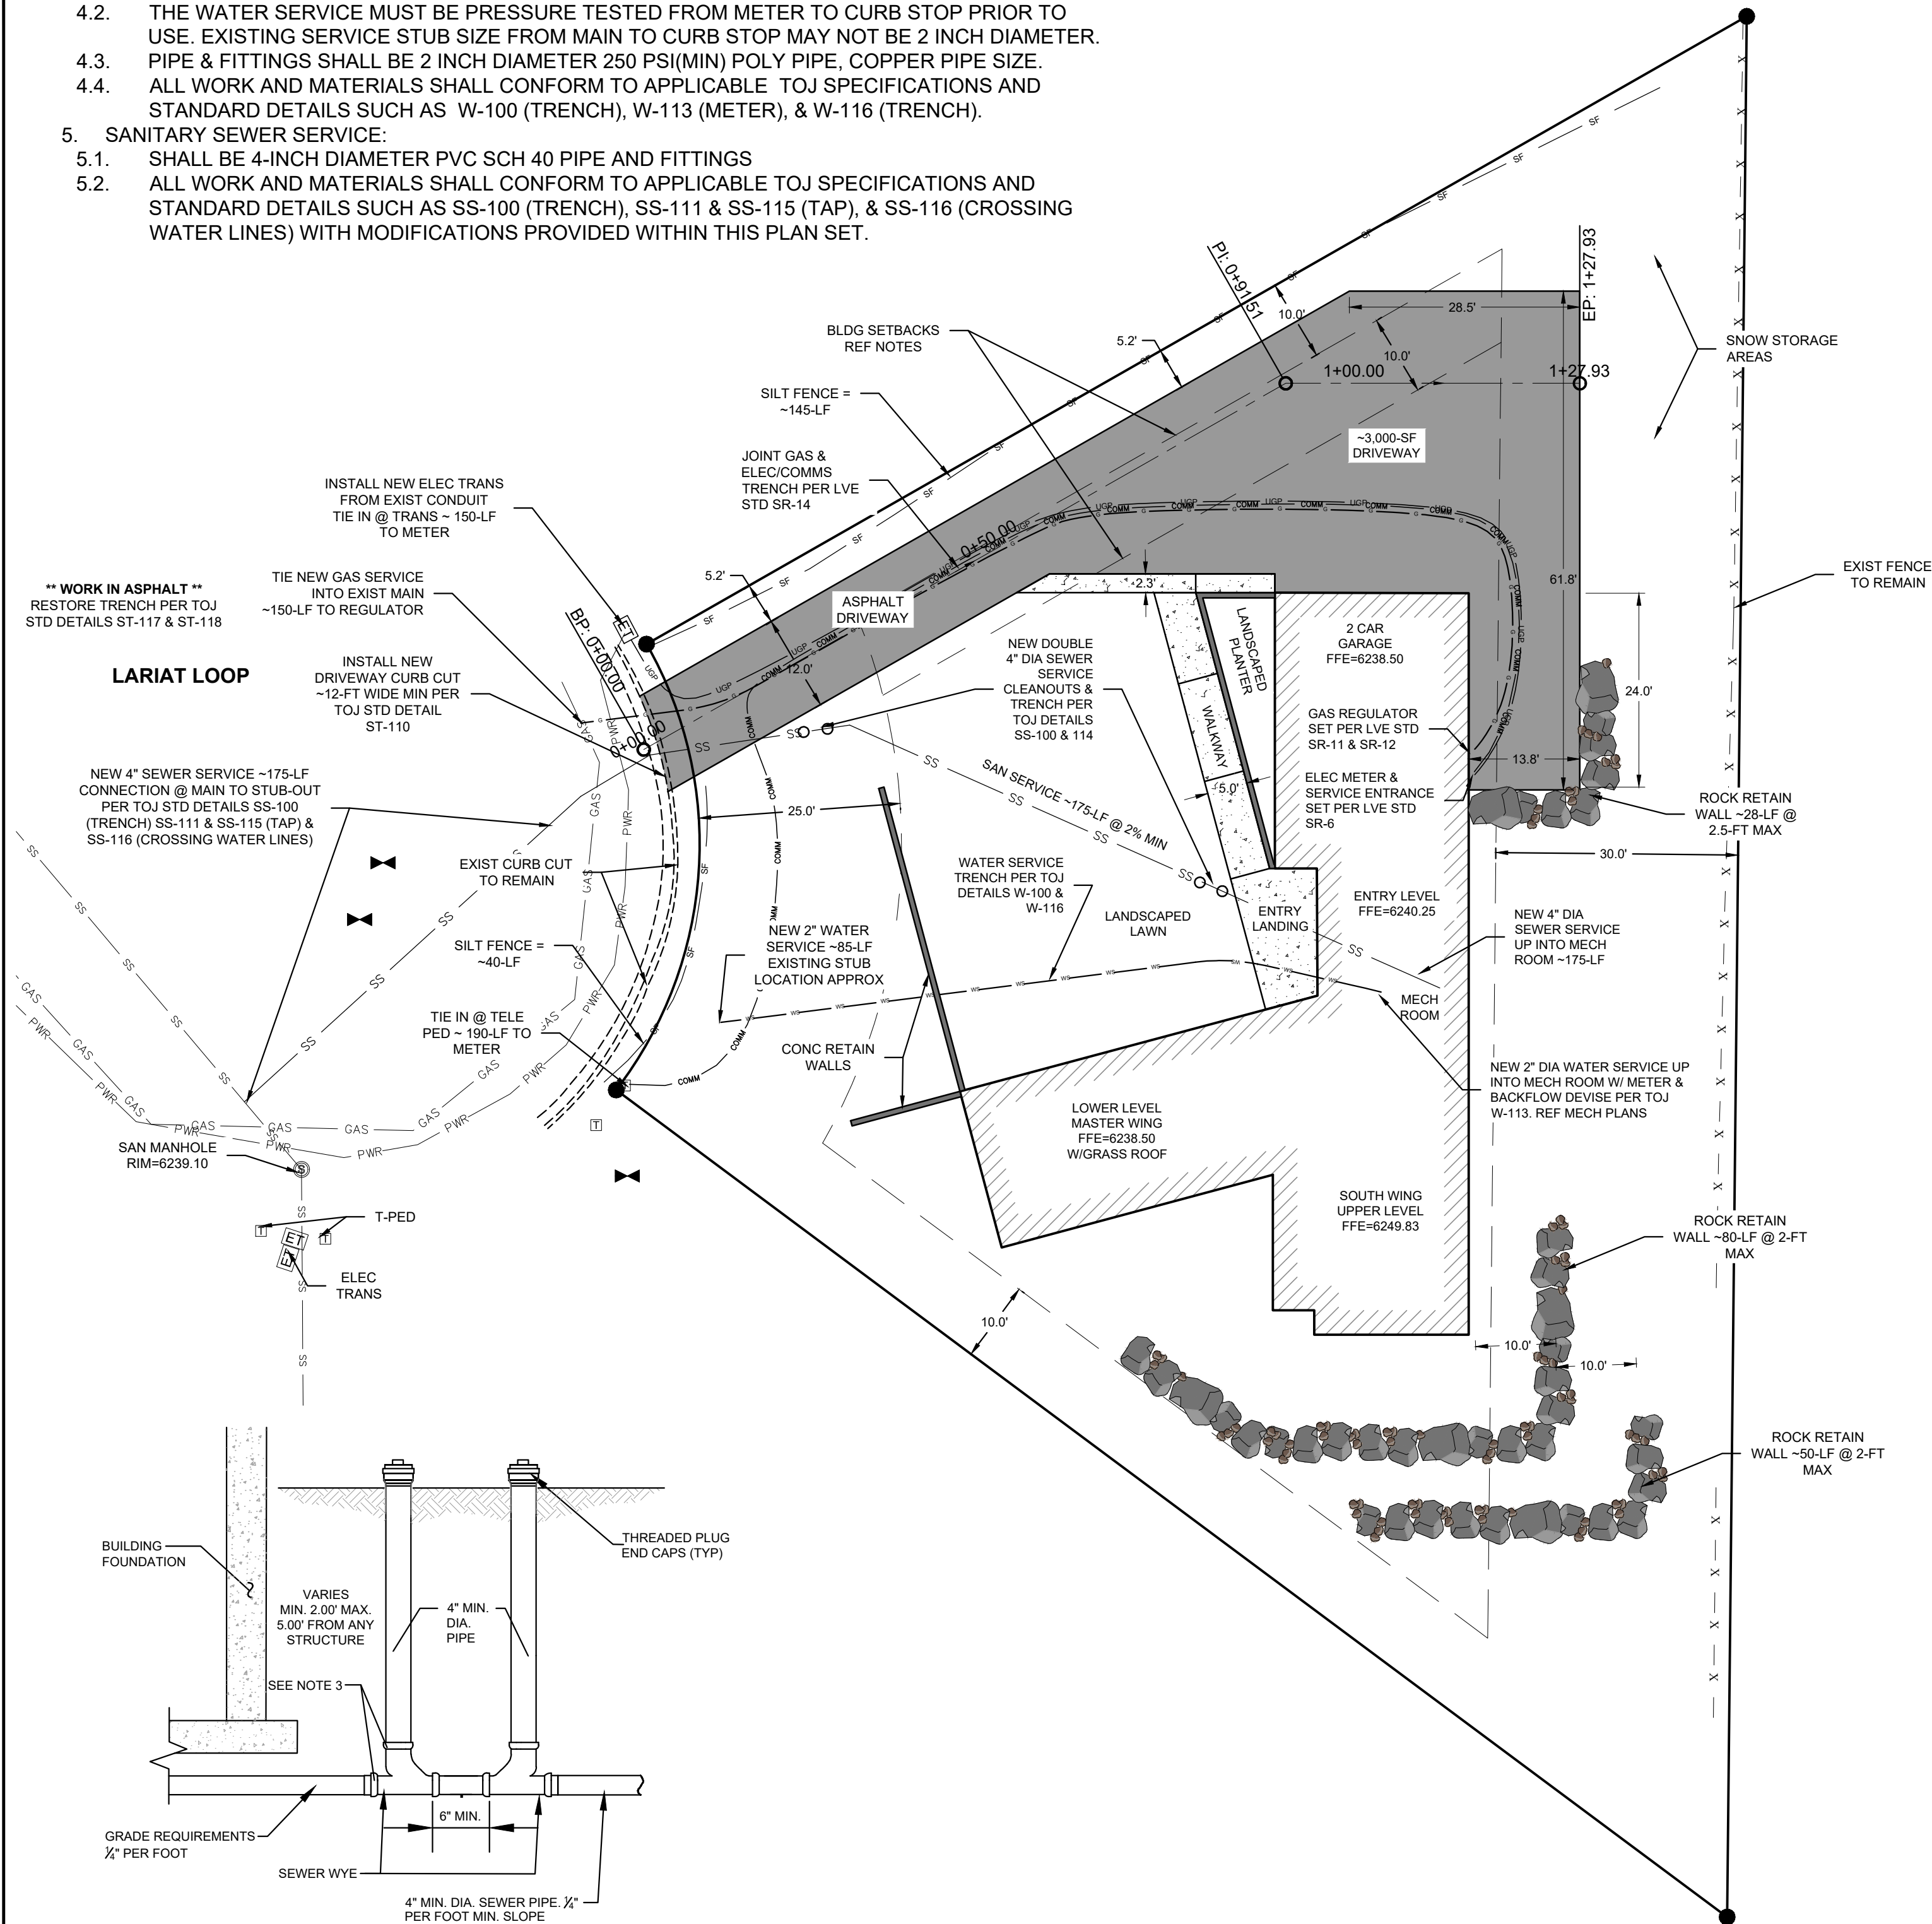 4.2. THE WATER SERVICE MUST BE PRESSURE TESTED FROM METER TO CURB STOP PRIOR TO
USE. EXISTING SERVICE STUB SIZE FROM MAIN TO CURB STOP MAY NOT BE 2 INCH DIAMETER.
4.3. PIPE & FITTINGS SHALL BE 2 INCH DIAMETER 250 PSI(MIN) POLY PIPE, COPPER PIPE SIZE.
4.4. ALL WORK AND MATERIALS SHALL CONFORM TO APPLICABLE TOJ SPECIFICATIONS AND
STANDARD DETAILS SUCH AS W-100 (TRENCH), W-113 (METER), & W-116 (TRENCH).
5. SANITARY SEWER SERVICE:
5.1. SHALL BE 4-INCH DIAMETER PVC SCH 40 PIPE AND FITTINGS
5.2. ALL WORK AND MATERIALS SHALL CONFORM TO APPLICABLE TOJ SPECIFICATIONS AND
STANDARD DETAILS SUCH AS SS-100 (TRENCH), SS-111 & SS-115 (TAP), & SS-116 (CROSSING
WATER LINES) WITH MODIFICATIONS PROVIDED WITHIN THIS PLAN SET.
PI: 0+91.51
EP: 1+27.93
28.5'
10.0'
5.2'
10.0'
1+00.00
1+27.93
BLDG SETBACKS
REF NOTES
SNOW STORAGE
AREAS
SILT FENCE =
~145-LF
~3,000-SF
DRIVEWAY
JOINT GAS &
ELEC/COMMS
TRENCH PER LVE
STD SR-14
INSTALL NEW ELEC TRANS
FROM EXIST CONDUIT
TIE IN @ TRANS ~ 150-LF
TO METER
0+50.00
61.8'
EXIST FENCE
TO REMAIN
** WORK IN ASPHALT **
RESTORE TRENCH PER TOJ
STD DETAILS ST-117 & ST-118
TIE NEW GAS SERVICE
INTO EXIST MAIN
~150-LF TO REGULATOR
5.2'
2.3'
ASPHALT
DRIVEWAY
BP: 0+00.00
ET
12.0'
LARIAT LOOP
INSTALL NEW
DRIVEWAY CURB CUT
~12-FT WIDE MIN PER
TOJ STD DETAIL
ST-110
0+00.00
NEW DOUBLE
4" DIA SEWER
SERVICE
CLEANOUTS &
TRENCH PER
TOJ DETAILS
SS-100 & 114
LANDSCAPED
PLANTER
WALKWAY
5.0'
2 CAR
GARAGE
FFE=6238.50
24.0'
GAS REGULATOR
SET PER LVE STD
SR-11 & SR-12
13.8'
ELEC METER &
SERVICE ENTRANCE
SET PER LVE STD
SR-6
NEW 4" SEWER SERVICE ~175-LF
CONNECTION @ MAIN TO STUB-OUT
PER TOJ STD DETAILS SS-100
(TRENCH) SS-111 & SS-115 (TAP) &
SS-116 (CROSSING WATER LINES)
SAN SERVICE ~175-LF @ 2% MIN
25.0'
ROCK RETAIN
WALL ~28-LF @
2.5-FT MAX
30.0'
EXIST CURB CUT
TO REMAIN
WATER SERVICE
TRENCH PER TOJ
DETAILS W-100 &
W-116
LANDSCAPED
LAWN
ENTRY
LANDING
ENTRY LEVEL
FFE=6240.25
NEW 4" DIA
SEWER SERVICE
UP INTO MECH
ROOM ~175-LF
SILT FENCE =
~40-LF
NEW 2" WATER
SERVICE ~85-LF
EXISTING STUB
LOCATION APPROX
MECH
ROOM
TIE IN @ TELE
PED ~ 190-LF TO
METER
CONC RETAIN
WALLS
NEW 2" DIA WATER SERVICE UP
INTO MECH ROOM W/ METER &
BACKFLOW DEVISE PER TOJ
W-113. REF MECH PLANS
LOWER LEVEL
MASTER WING
FFE=6238.50
W/GRASS ROOF
SAN MANHOLE
RIM=6239.10
S
T
T-PED
T
T
ET
ET
ELEC
TRANS
SOUTH WING
UPPER LEVEL
FFE=6249.83
ROCK RETAIN
WALL ~80-LF @ 2-FT
MAX
10.0'
10.0'
10.0'
ROCK RETAIN
WALL ~50-LF @ 2-FT
MAX
SS
GAS
PWR
COMM
UGP
SF
WS
G
X
BUILDING
FOUNDATION
THREADED PLUG
END CAPS (TYP)
VARIES
MIN. 2.00' MAX.
5.00' FROM ANY
STRUCTURE
4" MIN.
DIA.
PIPE
SEE NOTE 3
6" MIN.
GRADE REQUIREMENTS
¼" PER FOOT
SEWER WYE
4" MIN. DIA. SEWER PIPE. ¼"
PER FOOT MIN. SLOPE